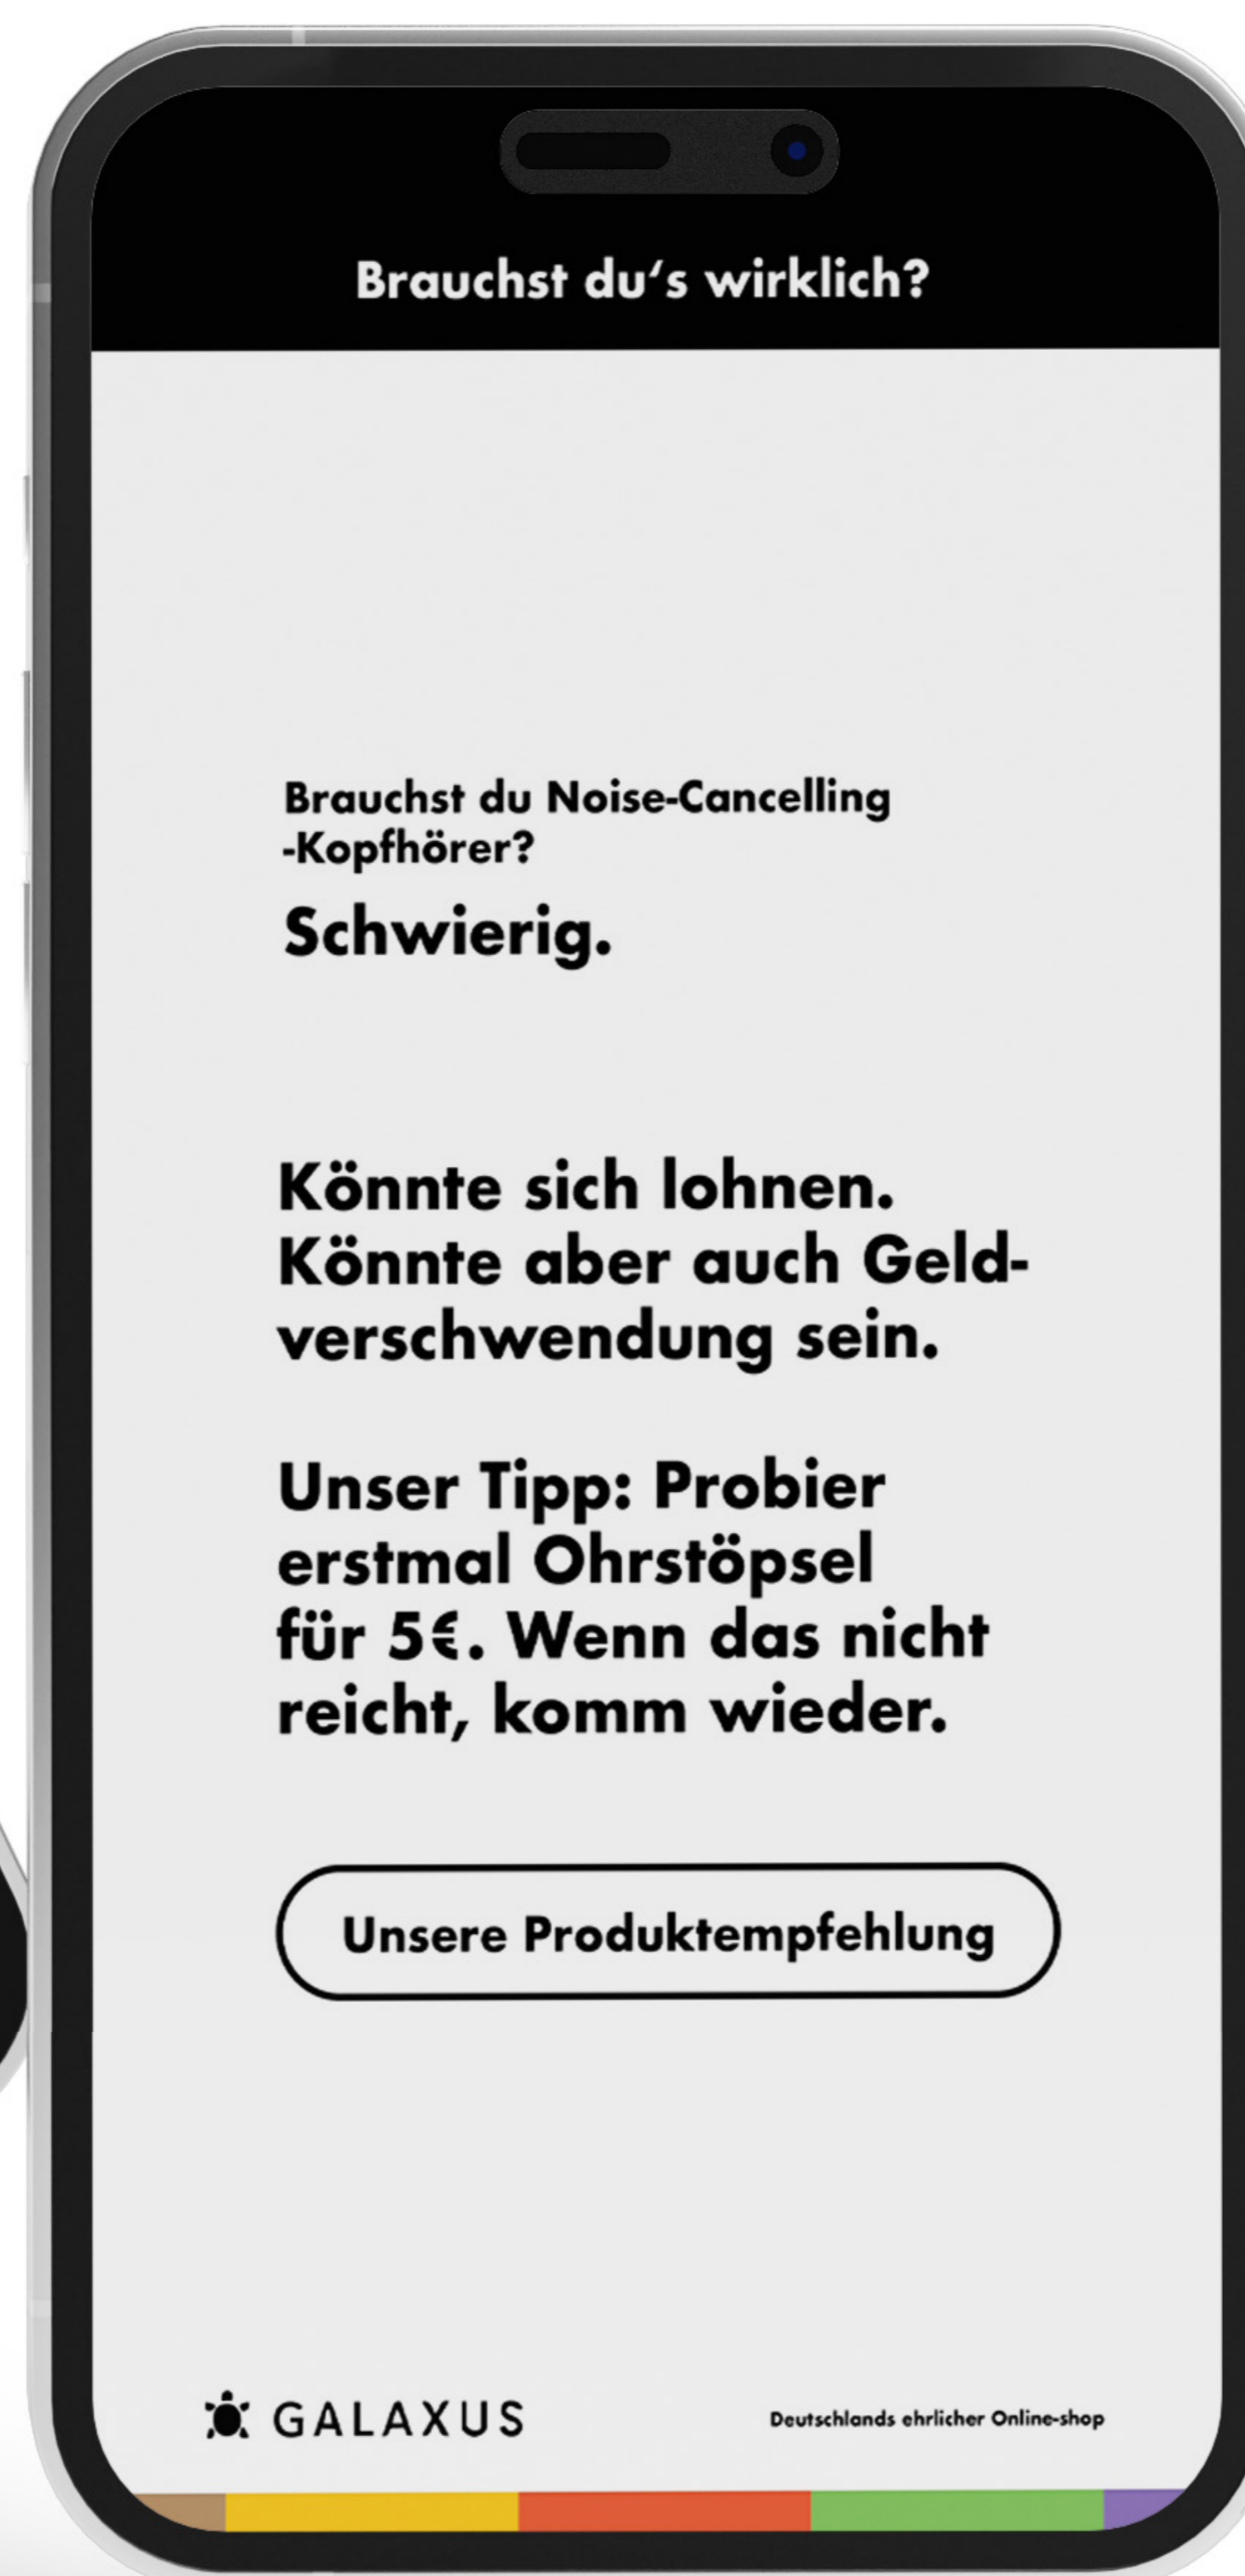 Brauchst du‘s wirklich?
Brauchst du Noise-Cancelling
-Kopfhörer?
Schwierig.
Könnte sich lohnen.
Könnte aber auch Geld-
verschwendung sein.
Unser Tipp: Probier
erstmal Ohrstöpsel
für 5€. Wenn das nicht
reicht, komm wieder.
Unsere Produktempfehlung
GALAXUS
Deutschlands ehrlicher Online-shop